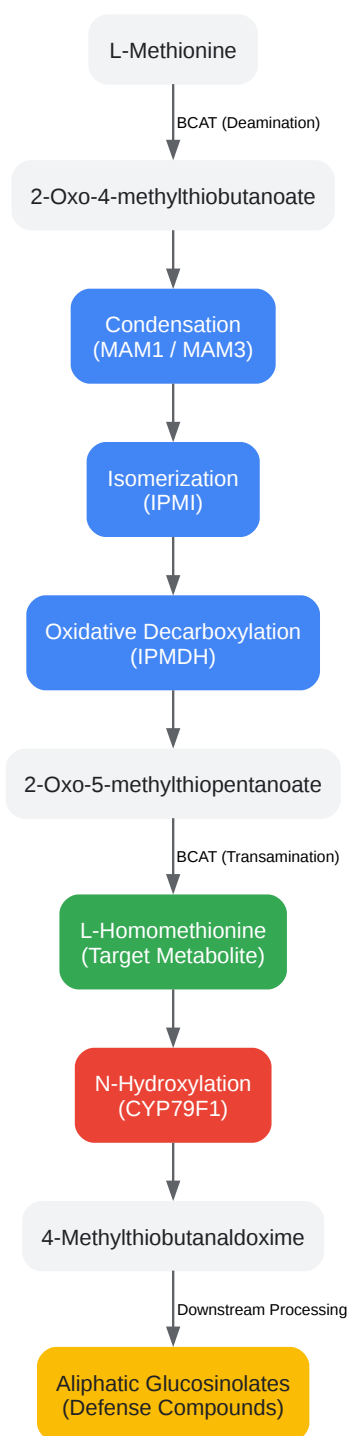 L-Methionine
BCAT (Deamination)
2-Oxo-4-methylthiobutanoate
Condensation
(MAM1 / MAM3)
Isomerization
(IPMI)
Oxidative Decarboxylation
(IPMDH)
2-Oxo-5-methylthiopentanoate
BCAT (Transamination)
L-Homomethionine
(Target Metabolite)
N-Hydroxylation
(CYP79F1)
4-Methylthiobutanaldoxime
Downstream Processing
Aliphatic Glucosinolates
(Defense Compounds)